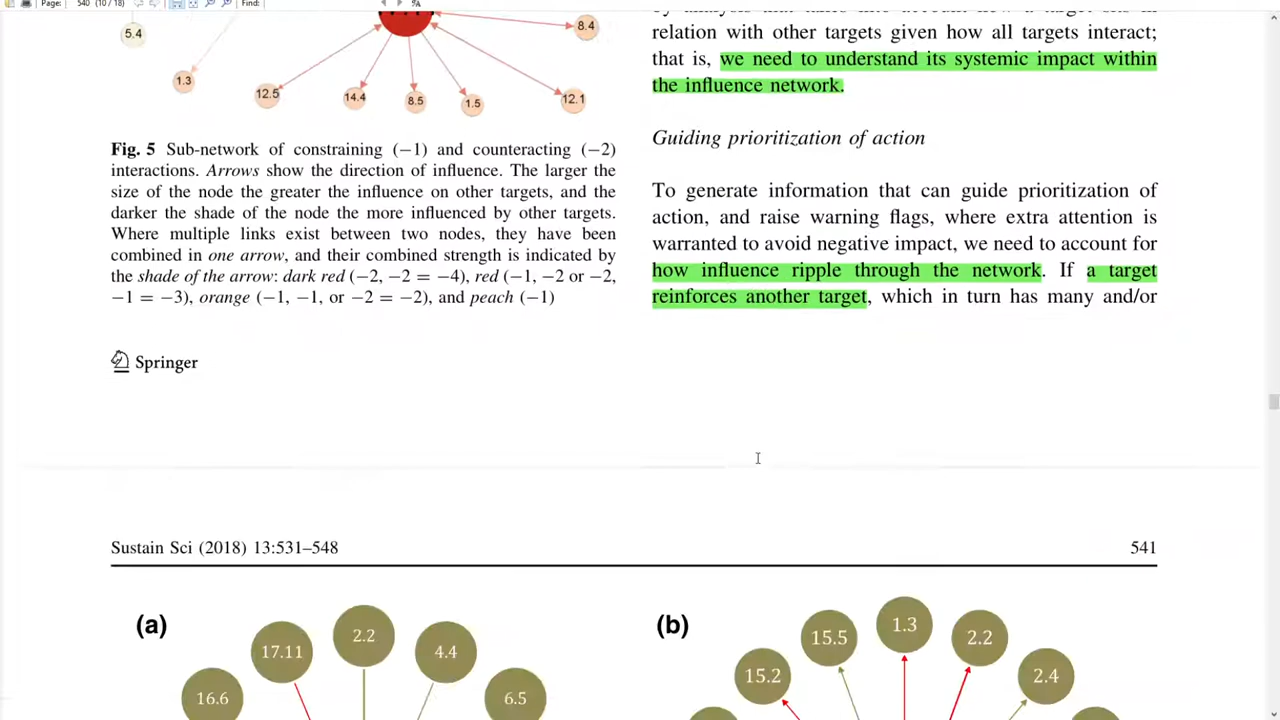 Page: 540 (10 / 18) Find:
5.4
8.4
1.3
12.5
14.4
8.5
1.5
12.1
Fig. 5 Sub-network of constraining (−1) and counteracting (−2)
interactions. Arrows show the direction of influence. The larger the
size of the node the greater the influence on other targets, and the
darker the shade of the node the more influenced by other targets.
Where multiple links exist between two nodes, they have been
combined in one arrow, and their combined strength is indicated by
the shade of the arrow: dark red (−2, −2 = −4), red (−1, −2 or −2,
−1 = −3), orange (−1, −1, or −2 = −2), and peach (−1)
Springer
relation with other targets given how all targets interact;
that is, we need to understand its systemic impact within
the influence network.
Guiding prioritization of action
To generate information that can guide prioritization of
action, and raise warning flags, where extra attention is
warranted to avoid negative impact, we need to account for
how influence ripple through the network. If a target
reinforces another target, which in turn has many and/or
Sustain Sci (2018) 13:531–548
541
(a)
17.11
2.2
4.4
16.6
6.5
(b)
15.5
1.3
2.2
15.2
2.4